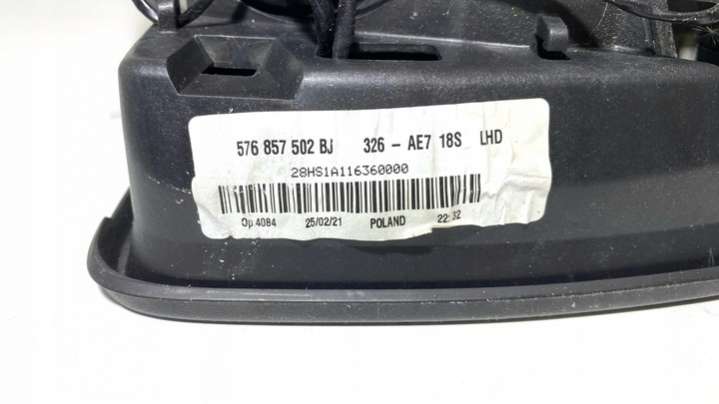 576 857 502 BJ 326 - AE7 18S LHD
28HS1A116360000
Op 4084 25/02/21 POLAND 22:32